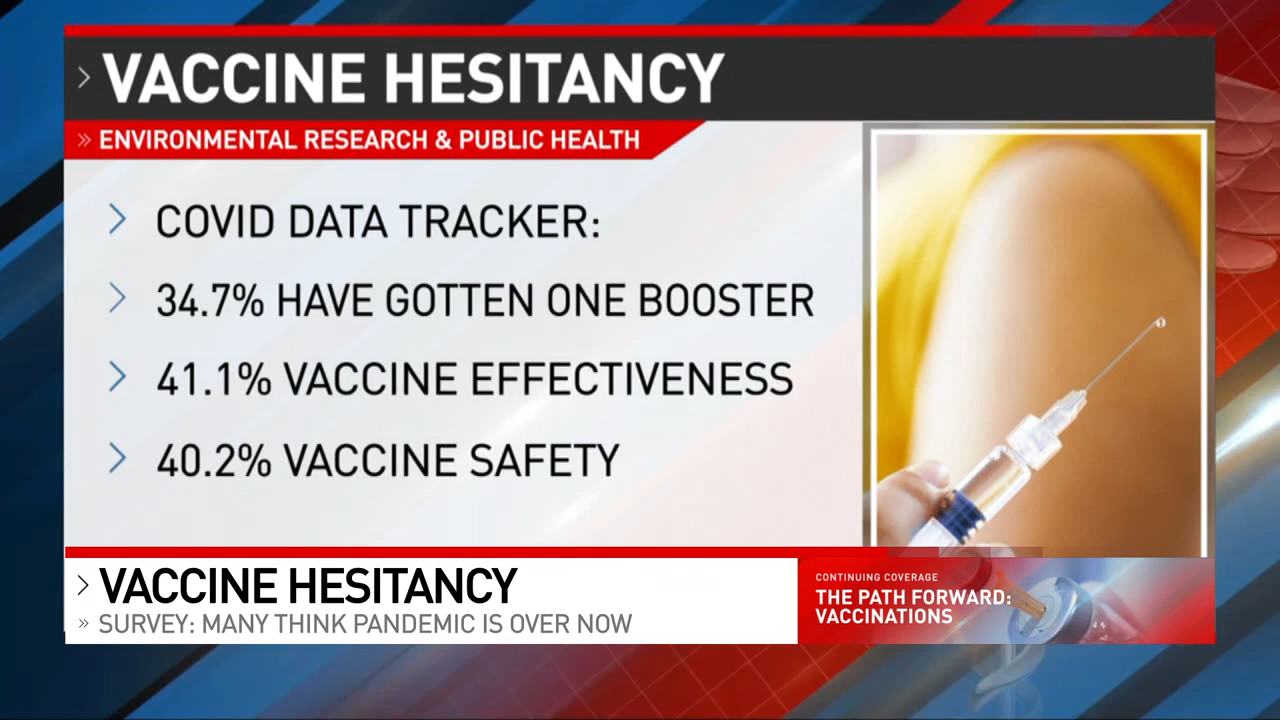 VACCINE HESITANCY
ENVIRONMENTAL RESEARCH & PUBLIC HEALTH
COVID DATA TRACKER:
34.7% HAVE GOTTEN ONE BOOSTER
41.1% VACCINE EFFECTIVENESS
40.2% VACCINE SAFETY
VACCINE HESITANCY
SURVEY: MANY THINK PANDEMIC IS OVER NOW
CONTINUING COVERAGE
THE PATH FORWARD:
VACCINATIONS